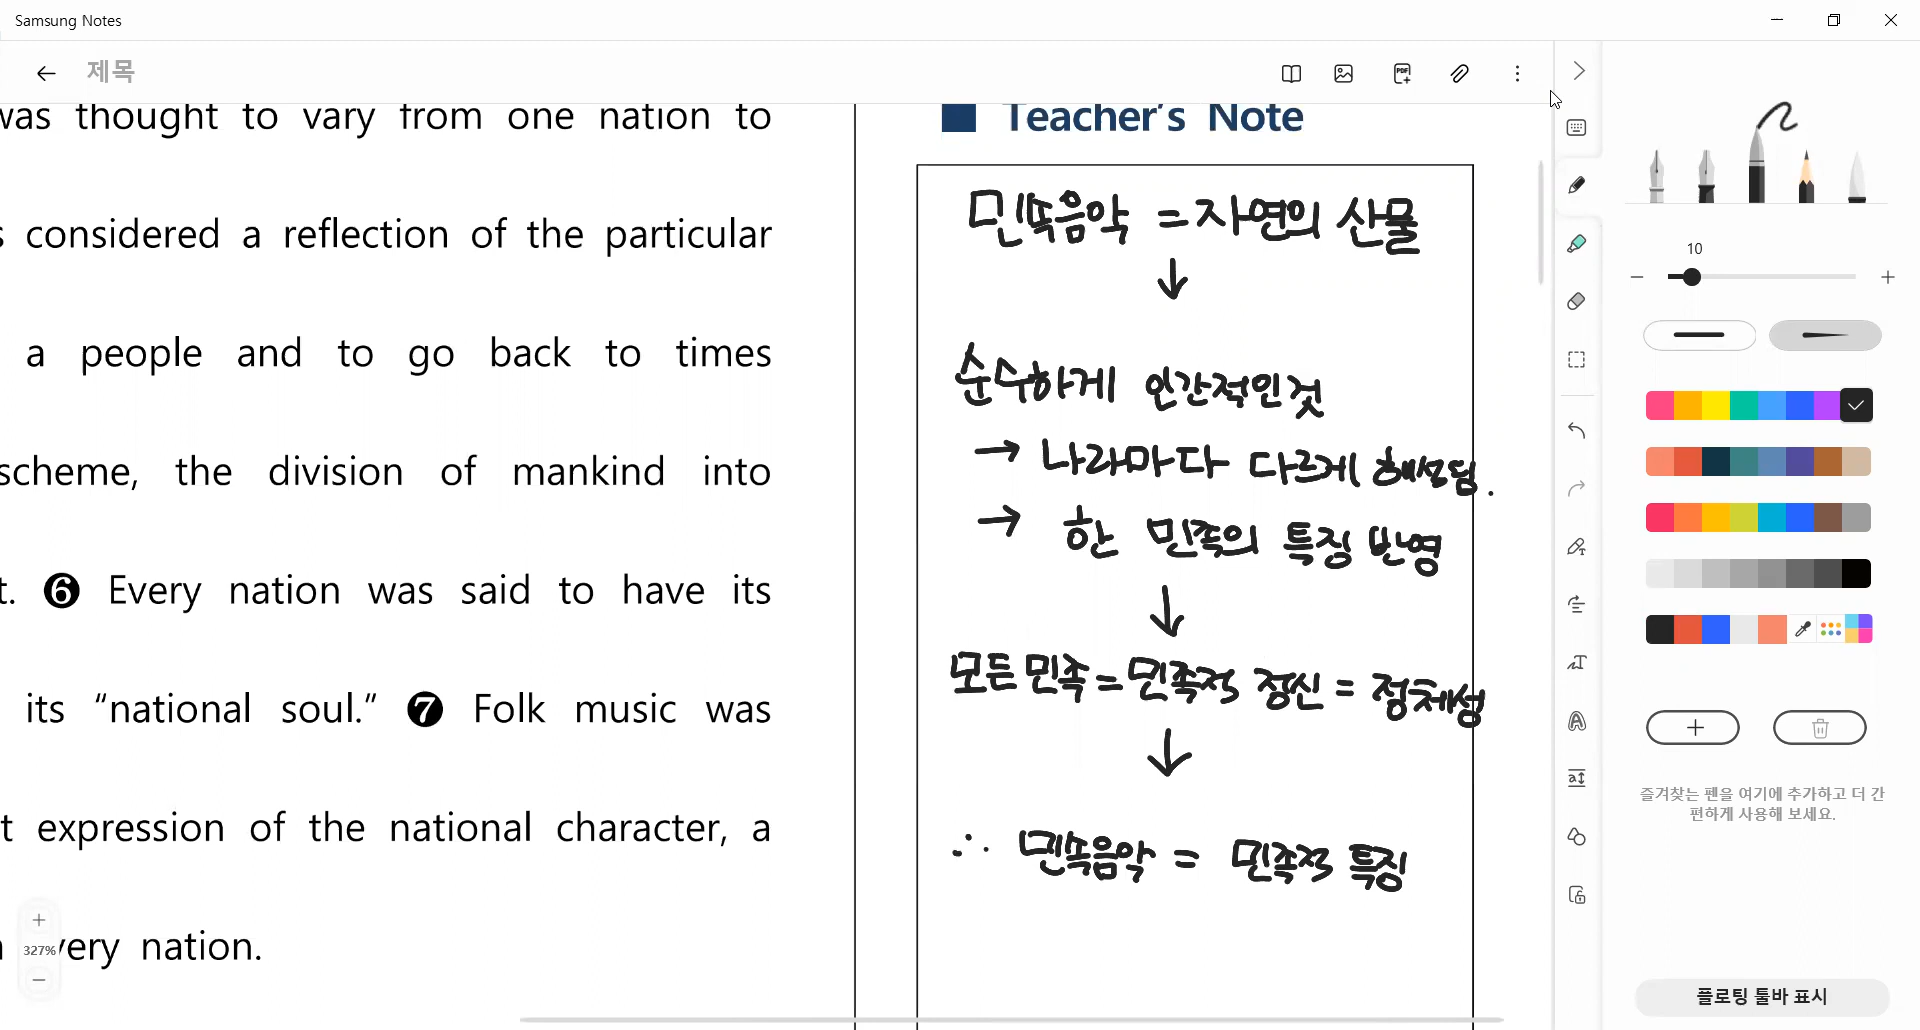 Samsung Notes
제목
was thought to vary from one nation to
considered a reflection of the particular
a people and to go back to times
scheme, the division of mankind into
t. ❻ Every nation was said to have its
its “national soul.” ❼ Folk music was
t expression of the national character, a
very nation.
327%
Teacher's Note
민속음악 = 자연의 산물
↓
순수하게 인간적인것
→ 나라마다 다르게 해석됨.
→ 한 민족의 특징 반영
↓
모든 민족 = 민족적 정신 = 정체성
↓
∴ 민속음악 = 민족적 특징
PDF
10
즐겨찾는 펜을 여기에 추가하고 더 간
편하게 사용해 보세요.
플로팅 툴바 표시